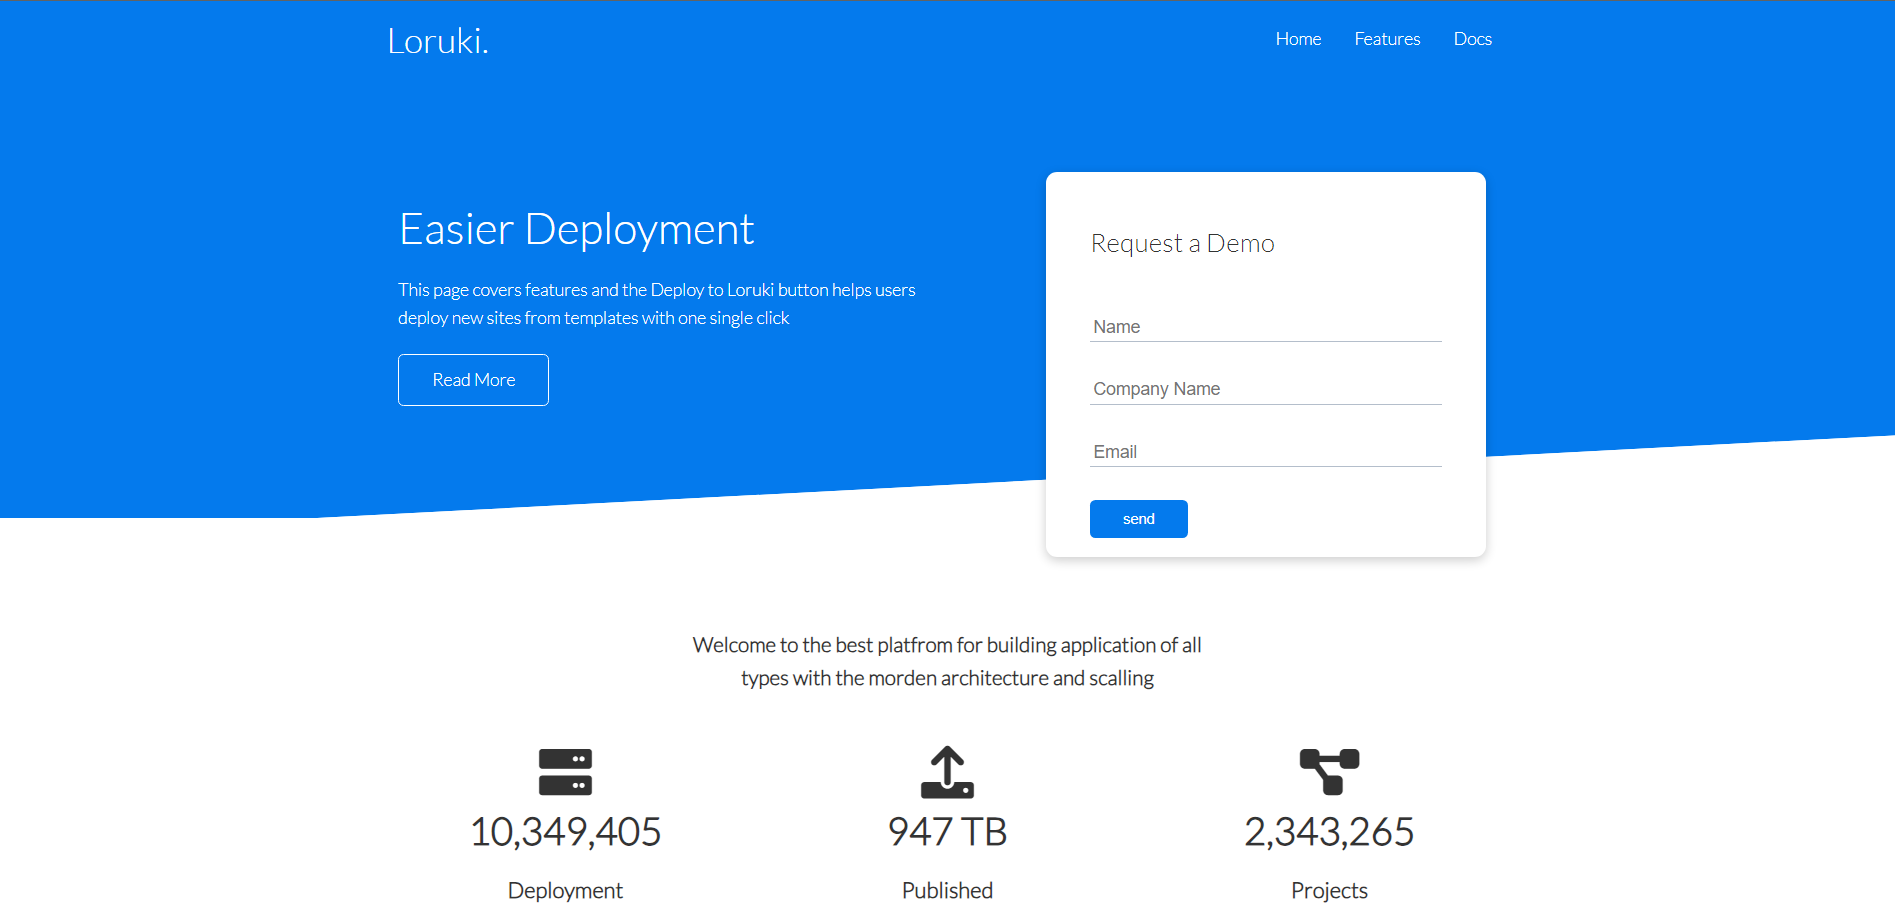 Loruki.
Home Features Docs
Easier Deployment
This page covers features and the Deploy to Loruki button helps users
deploy new sites from templates with one single click
Read More
Request a Demo
Name
Company Name
Email
send
Welcome to the best platfrom for building application of all
types with the morden architecture and scalling
10,349,405
Deployment
947 TB
Published
2,343,265
Projects